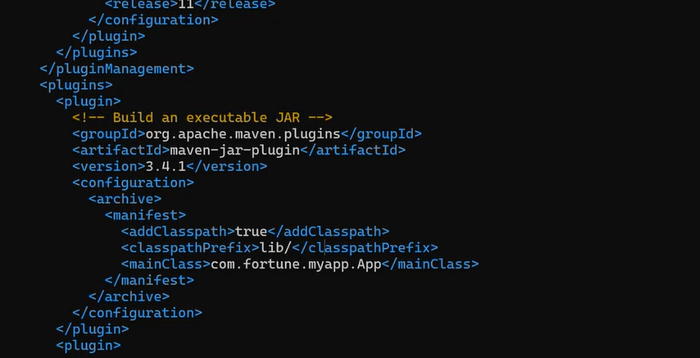 <release>11</release>
</configuration>
</plugin>
</plugins>
</pluginManagement>
<plugins>
<plugin>
<!-- Build an executable JAR -->
<groupId>org.apache.maven.plugins</groupId>
<artifactId>maven-jar-plugin</artifactId>
<version>3.4.1</version>
<configuration>
<archive>
<manifest>
<addClasspath>true</addClasspath>
<classpathPrefix>lib/</classpathPrefix>
<mainClass>com.fortune.myapp.App</mainClass>
</manifest>
</archive>
</configuration>
</plugin>
<plugin>